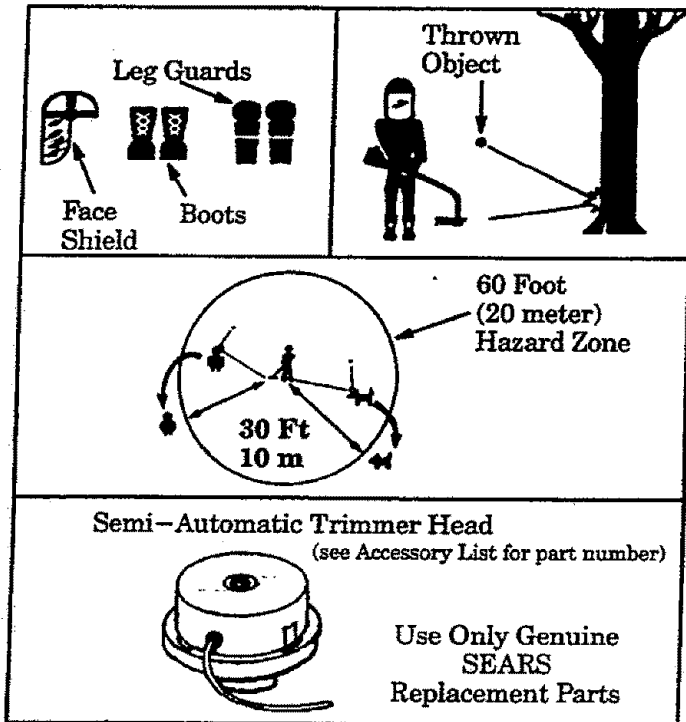 Leg Guards
Face
Shield
Boots
Thrown
Object
60 Foot
(20 meter)
Hazard Zone
30 Ft
10 m
Semi-Automatic Trimmer Head
(see Accessory List for part number)
Use Only Genuine
SEARS
Replacement Parts